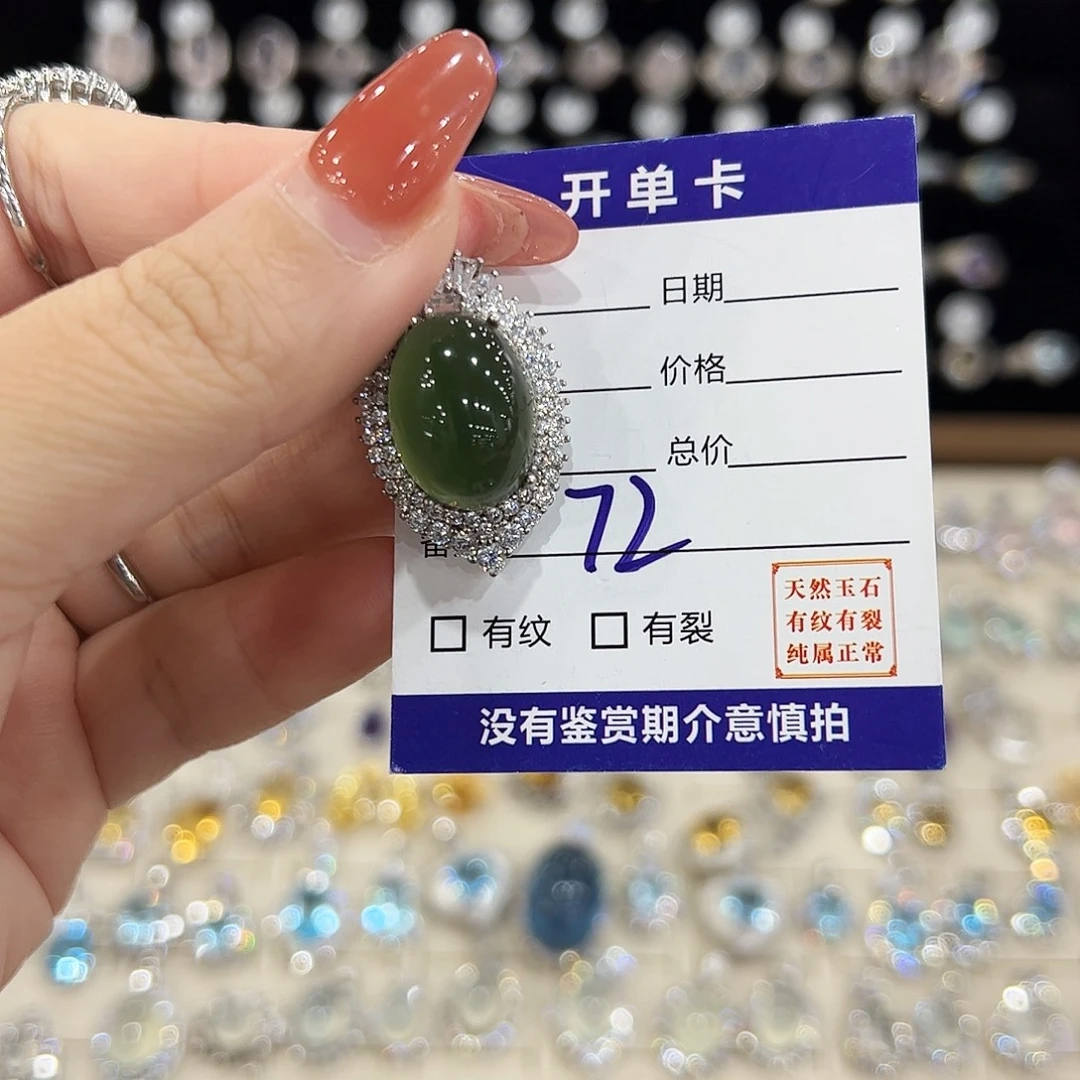 开单卡
日期
价格
总价
72
有纹 有裂
天然玉石
有纹有裂
纯属正常
没有鉴赏期介意慎拍